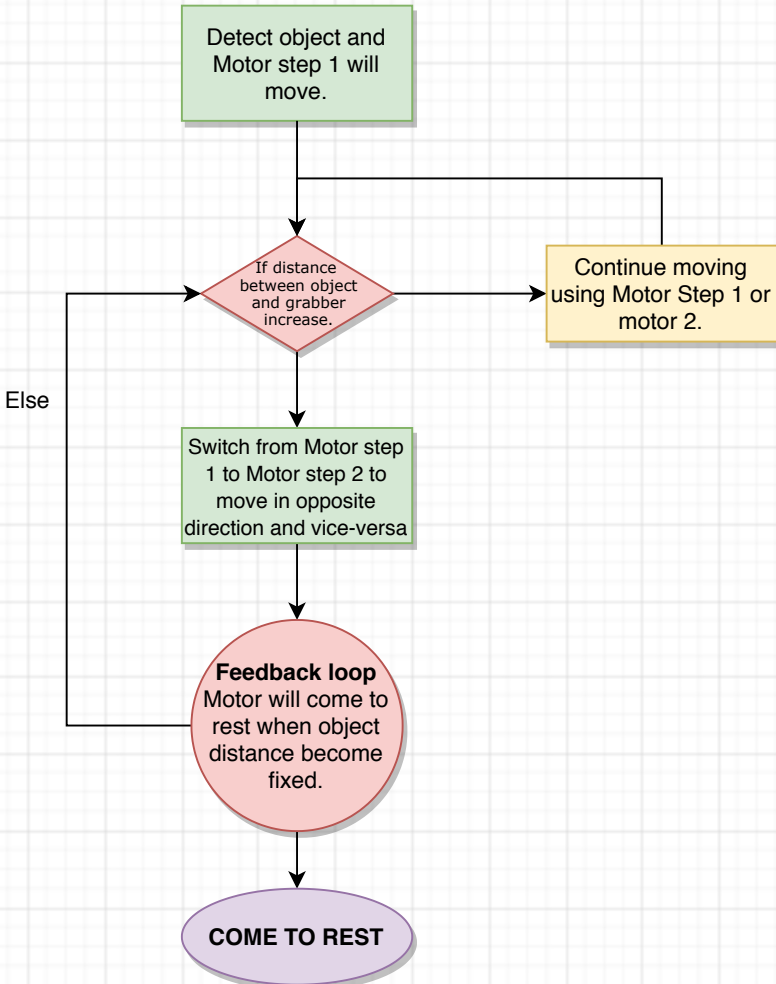 Detect object and
Motor step 1 will
move.
If distance
between object
and grabber
increase.
Continue moving
using Motor Step 1 or
motor 2.
Else
Switch from Motor step
1 to Motor step 2 to
move in opposite
direction and vice-versa
Feedback loop
Motor will come to
rest when object
distance become
fixed.
COME TO REST